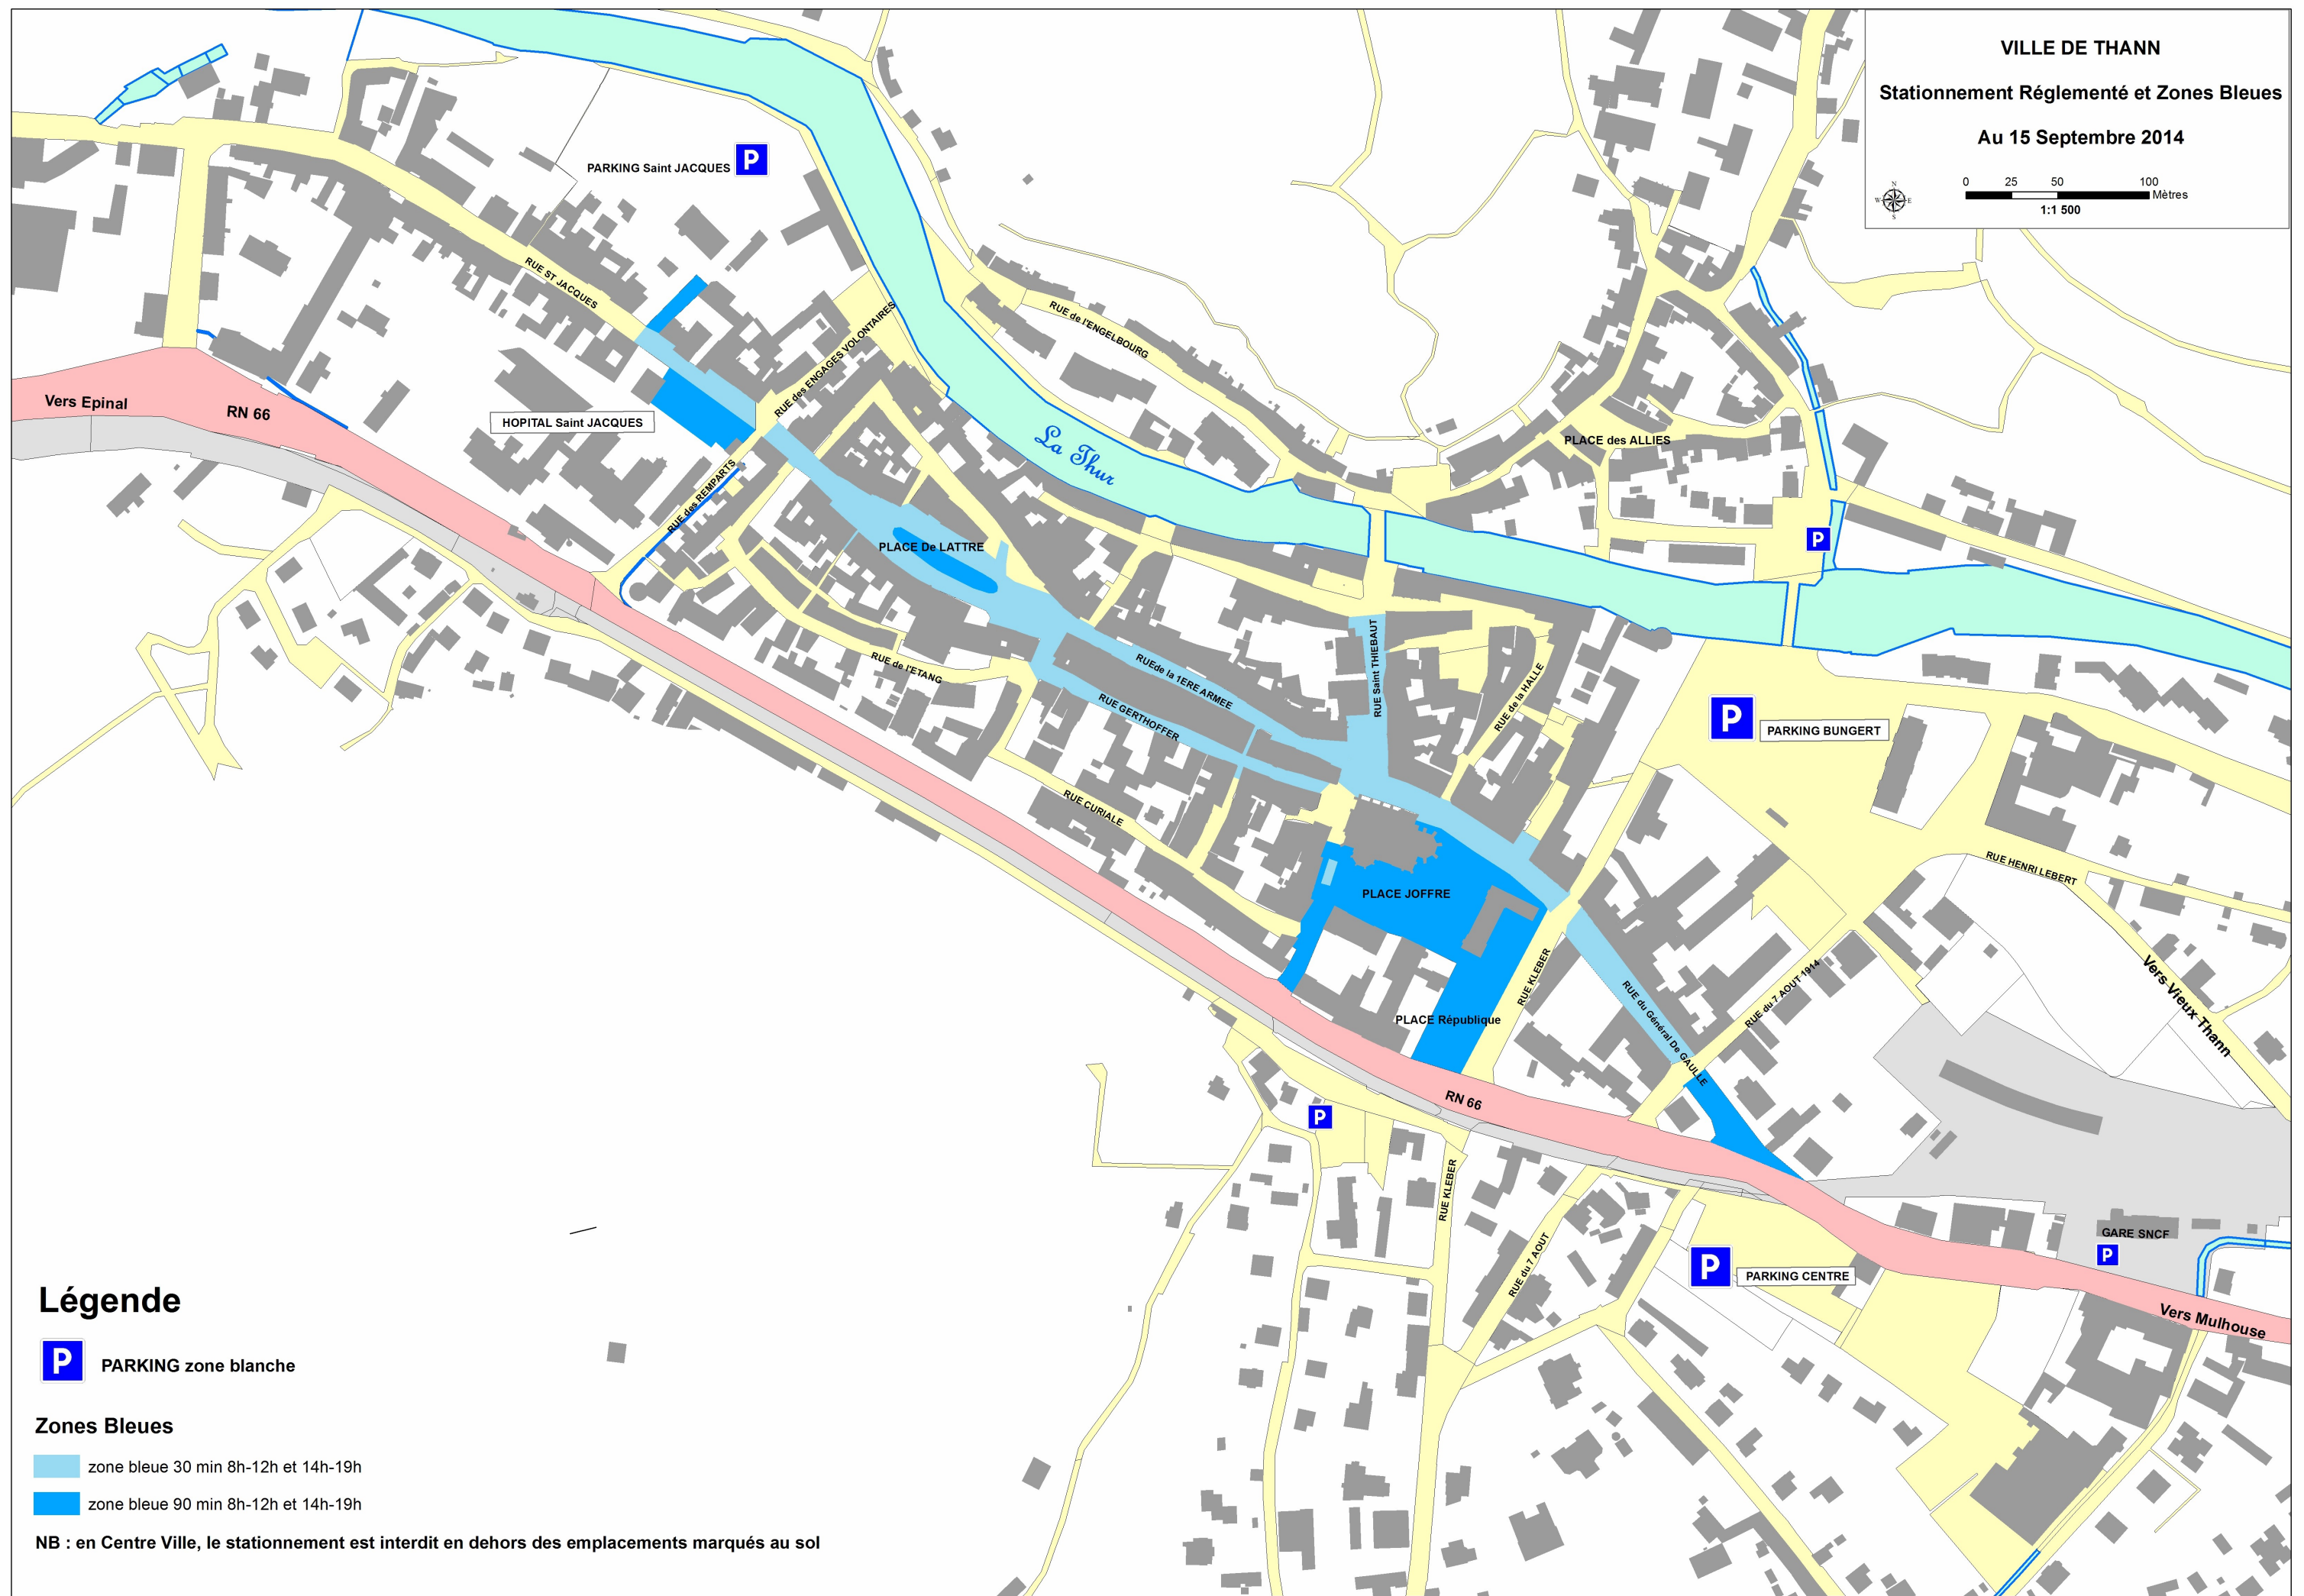 VILLE DE THANN
Stationnement Réglementé et Zones Bleues
Au 15 Septembre 2014
N
W E
S
0 25 50 100
Mètres
1:1 500
P
PARKING Saint JACQUES
RUE ST JACQUES
RUE des ENGAGES VOLONTAIRES
RUE de l'ENGELBOURG
Vers Epinal
RN 66
HOPITAL Saint JACQUES
RUE des REMPARTS
La Thur
PLACE des ALLIES
P
PLACE De LATTRE
RUE de l'ETANG
RUEde la 1ERE ARMEE
RUE GERTHOFFER
RUE Saint THIEBAUT
RUE de la HALLE
P
PARKING BUNGERT
RUE CURIALE
RUE HENRI LEBERT
PLACE JOFFRE
RUE KLEBER
PLACE République
RUE du Général De GAULLE
RUE du 7 AOUT 1914
Vers Vieux Thann
RN 66
P
RUE KLEBER
RUE du 7 AOUT
P
PARKING CENTRE
GARE SNCF
P
Vers Mulhouse
Légende
P
PARKING zone blanche
Zones Bleues
zone bleue 30 min 8h-12h et 14h-19h
zone bleue 90 min 8h-12h et 14h-19h
NB : en Centre Ville, le stationnement est interdit en dehors des emplacements marqués au sol